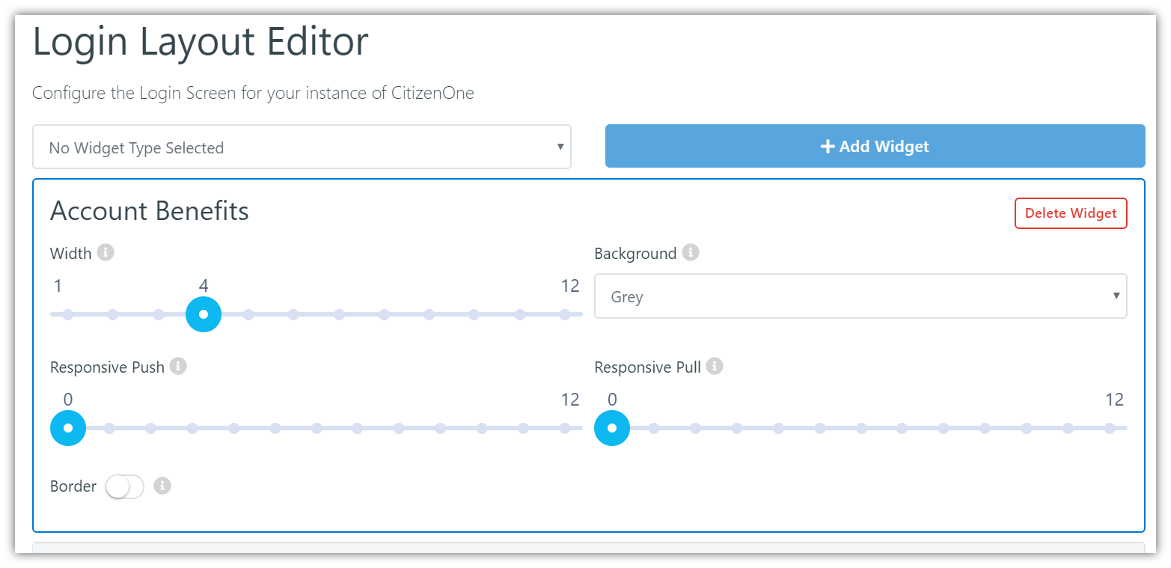 Login Layout Editor
Configure the Login Screen for your instance of CitizenOne
No Widget Type Selected
Add Widget
Account Benefits
Delete Widget
Width
Background
1 4 12
Grey
Responsive Push
Responsive Pull
0 12
0 12
Border